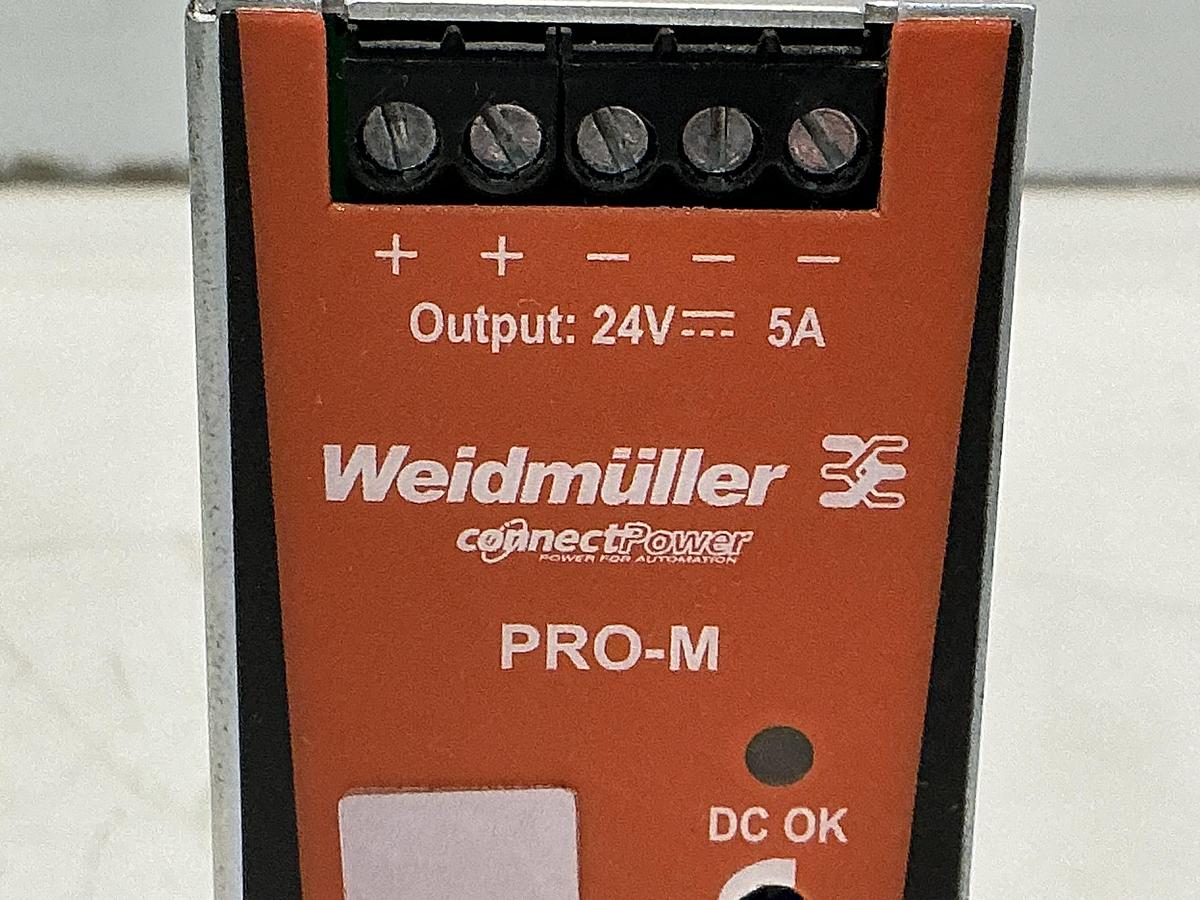 + + − − −
Output: 24V⎓ 5A
Weidmüller
connectPower
POWER FOR AUTOMATION
PRO-M
DC OK